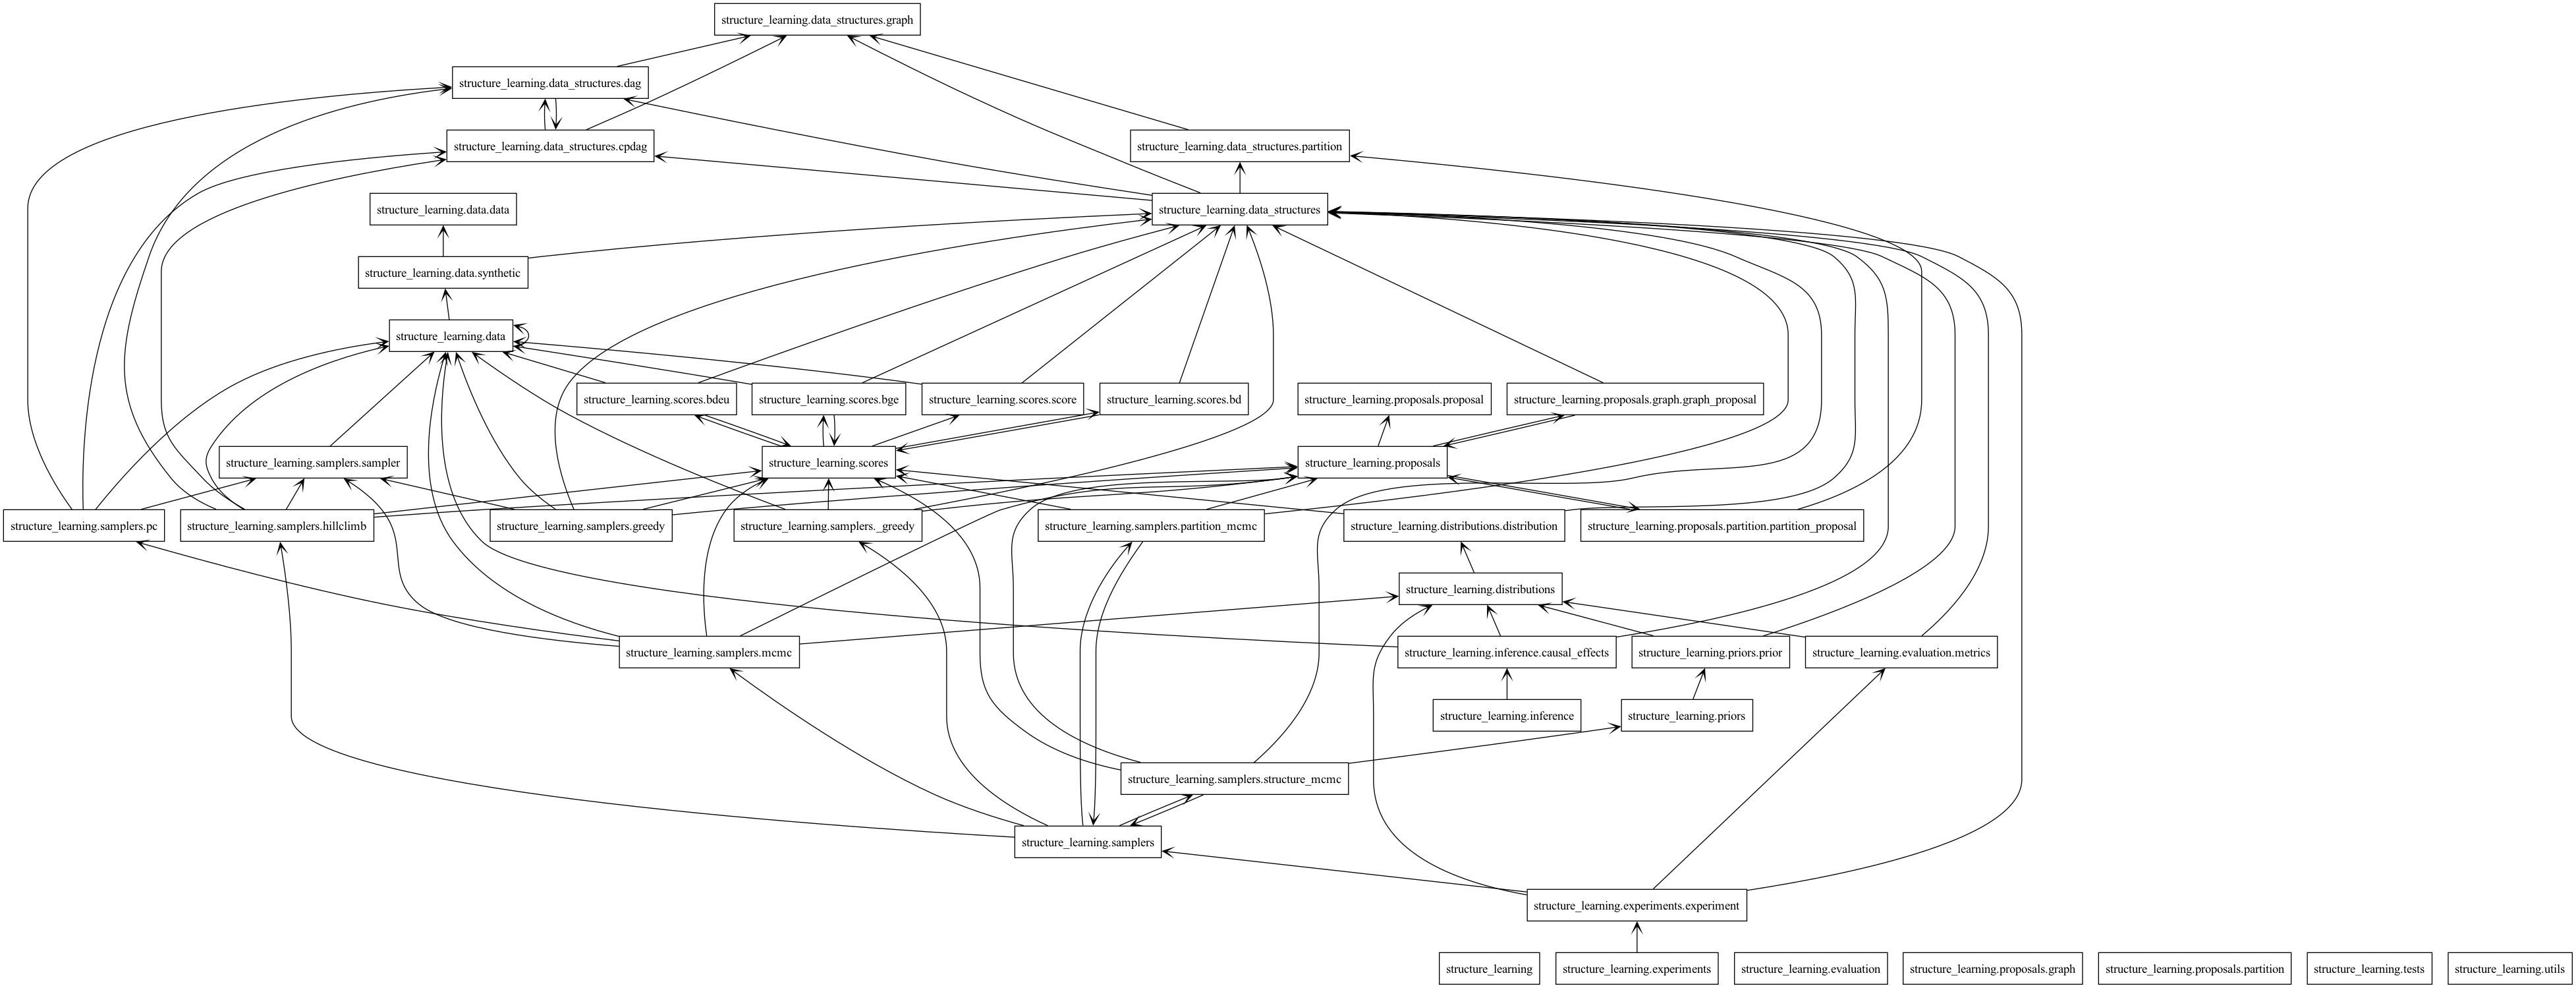 structure_learning.data_structures.graph
structure_learning.data_structures.dag
structure_learning.data_structures.cpdag
structure_learning.data_structures.partition
structure_learning.data.data
structure_learning.data_structures
structure_learning.data.synthetic
structure_learning.data
structure_learning.scores.bdeu
structure_learning.scores.bge
structure_learning.scores.score
structure_learning.scores.bd
structure_learning.proposals.proposal
structure_learning.proposals.graph.graph_proposal
structure_learning.samplers.sampler
structure_learning.scores
structure_learning.proposals
structure_learning.samplers.pc
structure_learning.samplers.hillclimb
structure_learning.samplers.greedy
structure_learning.samplers._greedy
structure_learning.samplers.partition_mcmc
structure_learning.distributions.distribution
structure_learning.proposals.partition.partition_proposal
structure_learning.distributions
structure_learning.samplers.mcmc
structure_learning.inference.causal_effects
structure_learning.priors.prior
structure_learning.evaluation.metrics
structure_learning.inference
structure_learning.priors
structure_learning.samplers.structure_mcmc
structure_learning.samplers
structure_learning.experiments.experiment
structure_learning
structure_learning.experiments
structure_learning.evaluation
structure_learning.proposals.graph
structure_learning.proposals.partition
structure_learning.tests
structure_learning.utils